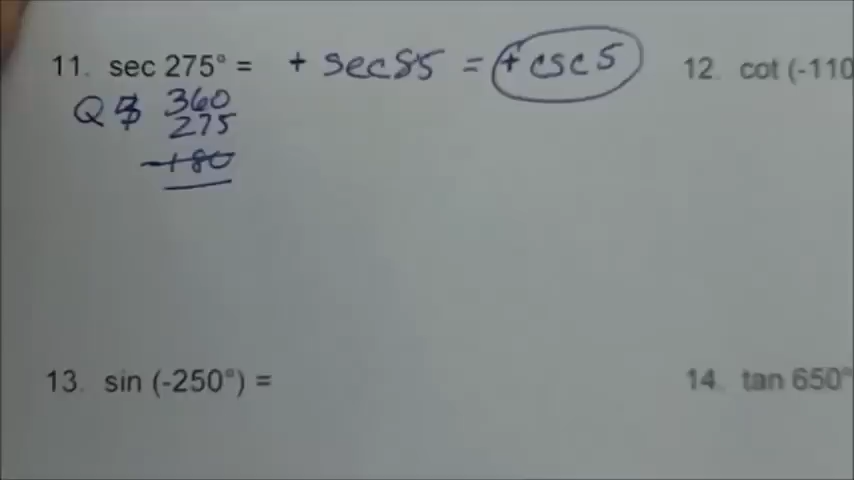 11. sec 275° = + sec 85 = + csc 5
12. cot (-110
Q 360
275
-180
13. sin (-250°) =
14. tan 650°